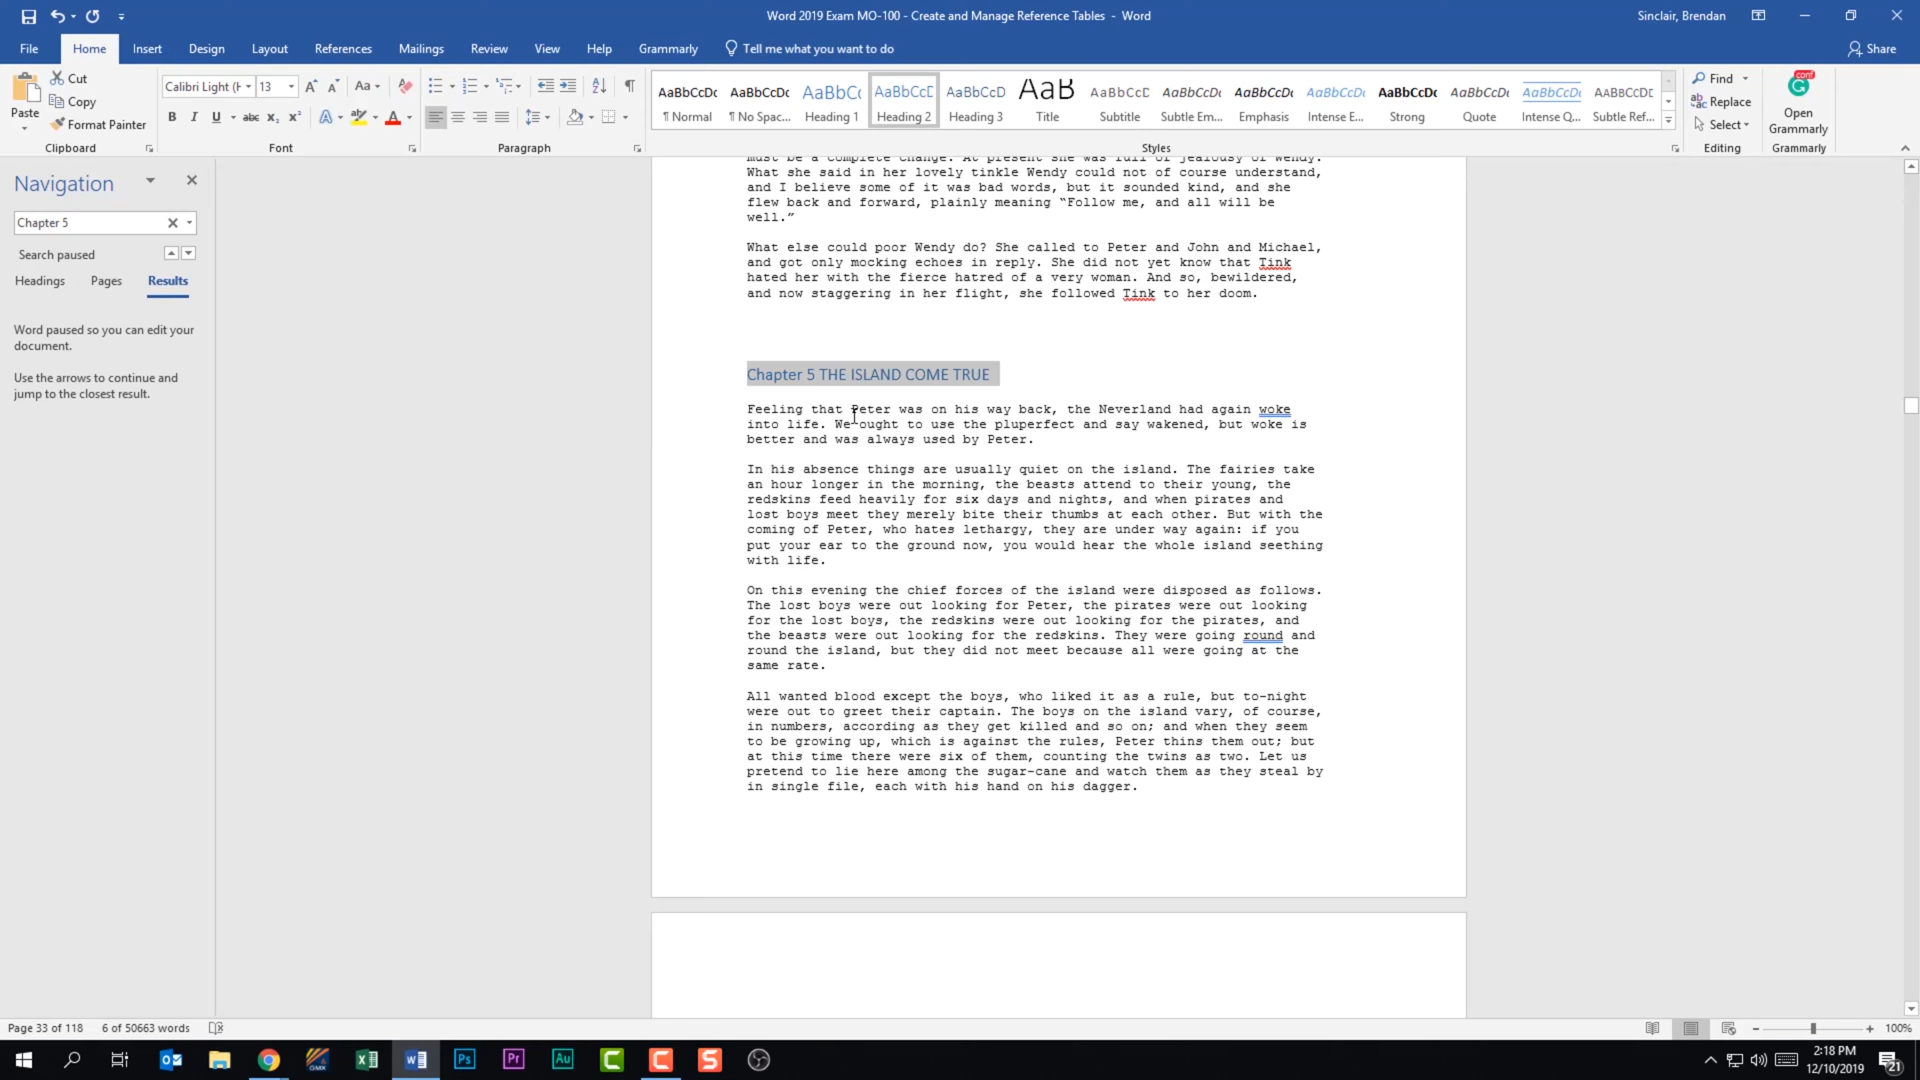 Word 2019 Exam MO-100 - Create and Manage Reference Tables - Word
Sinclair, Brendan
File Home Insert Design Layout References Mailings Review View Help Grammarly Tell me what you want to do
Share
Paste
Cut
Copy
Format Painter
Clipboard
Calibri Light (H 13
Font
Paragraph
AaBbCcDc AaBbCcDc AaBbCc AaBbCcD AaBbCcD AaB AaBbCcD AaBbCcDc AaBbCcDc AaBbCcDc AaBbCcDc AaBbCcDc AaBbCcDc AaBbCcDc
¶ Normal ¶ No Spac... Heading 1 Heading 2 Heading 3 Title Subtitle Subtle Em... Emphasis Intense E... Strong Quote Intense Q... Subtle Ref...
Styles
Find
Replace
Select
Editing
conf
Open
Grammarly
Grammarly
Navigation
Chapter 5
Search paused
Headings Pages Results
Word paused so you can edit your
document.
Use the arrows to continue and
jump to the closest result.
must be a complete change. At present she was full of jealousy of Wendy.
What she said in her lovely tinkle Wendy could not of course understand,
and I believe some of it was bad words, but it sounded kind, and she
flew back and forward, plainly meaning “Follow me, and all will be
well.”
What else could poor Wendy do? She called to Peter and John and Michael,
and got only mocking echoes in reply. She did not yet know that Tink
hated her with the fierce hatred of a very woman. And so, bewildered,
and now staggering in her flight, she followed Tink to her doom.
Chapter 5 THE ISLAND COME TRUE
Feeling that Peter was on his way back, the Neverland had again woke
into life. We ought to use the pluperfect and say wakened, but woke is
better and was always used by Peter.
In his absence things are usually quiet on the island. The fairies take
an hour longer in the morning, the beasts attend to their young, the
redskins feed heavily for six days and nights, and when pirates and
lost boys meet they merely bite their thumbs at each other. But with the
coming of Peter, who hates lethargy, they are under way again: if you
put your ear to the ground now, you would hear the whole island seething
with life.
On this evening the chief forces of the island were disposed as follows.
The lost boys were out looking for Peter, the pirates were out looking
for the lost boys, the redskins were out looking for the pirates, and
the beasts were out looking for the redskins. They were going round and
round the island, but they did not meet because all were going at the
same rate.
All wanted blood except the boys, who liked it as a rule, but to-night
were out to greet their captain. The boys on the island vary, of course,
in numbers, according as they get killed and so on; and when they seem
to be growing up, which is against the rules, Peter thins them out; but
at this time there were six of them, counting the twins as two. Let us
pretend to lie here among the sugar-cane and watch them as they steal by
in single file, each with his hand on his dagger.
Page 33 of 118 6 of 50663 words
100%
2:18 PM
12/10/2019
21